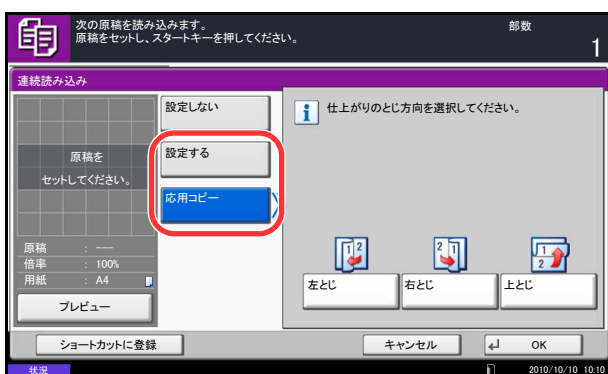 次の原稿を読み込みます。
原稿をセットし、スタートキーを押してください。
部数
1
連続読み込み
原稿を
セットしてください。
原稿 : ---
倍率 : 100%
用紙 : A4
プレビュー
設定しない
設定する
応用コピー
i 仕上がりのとじ方向を選択してください。
1 2
2 1
1
2
左とじ
右とじ
上とじ
ショートカットに登録
キャンセル
OK
状況
2010/10/10 10:10